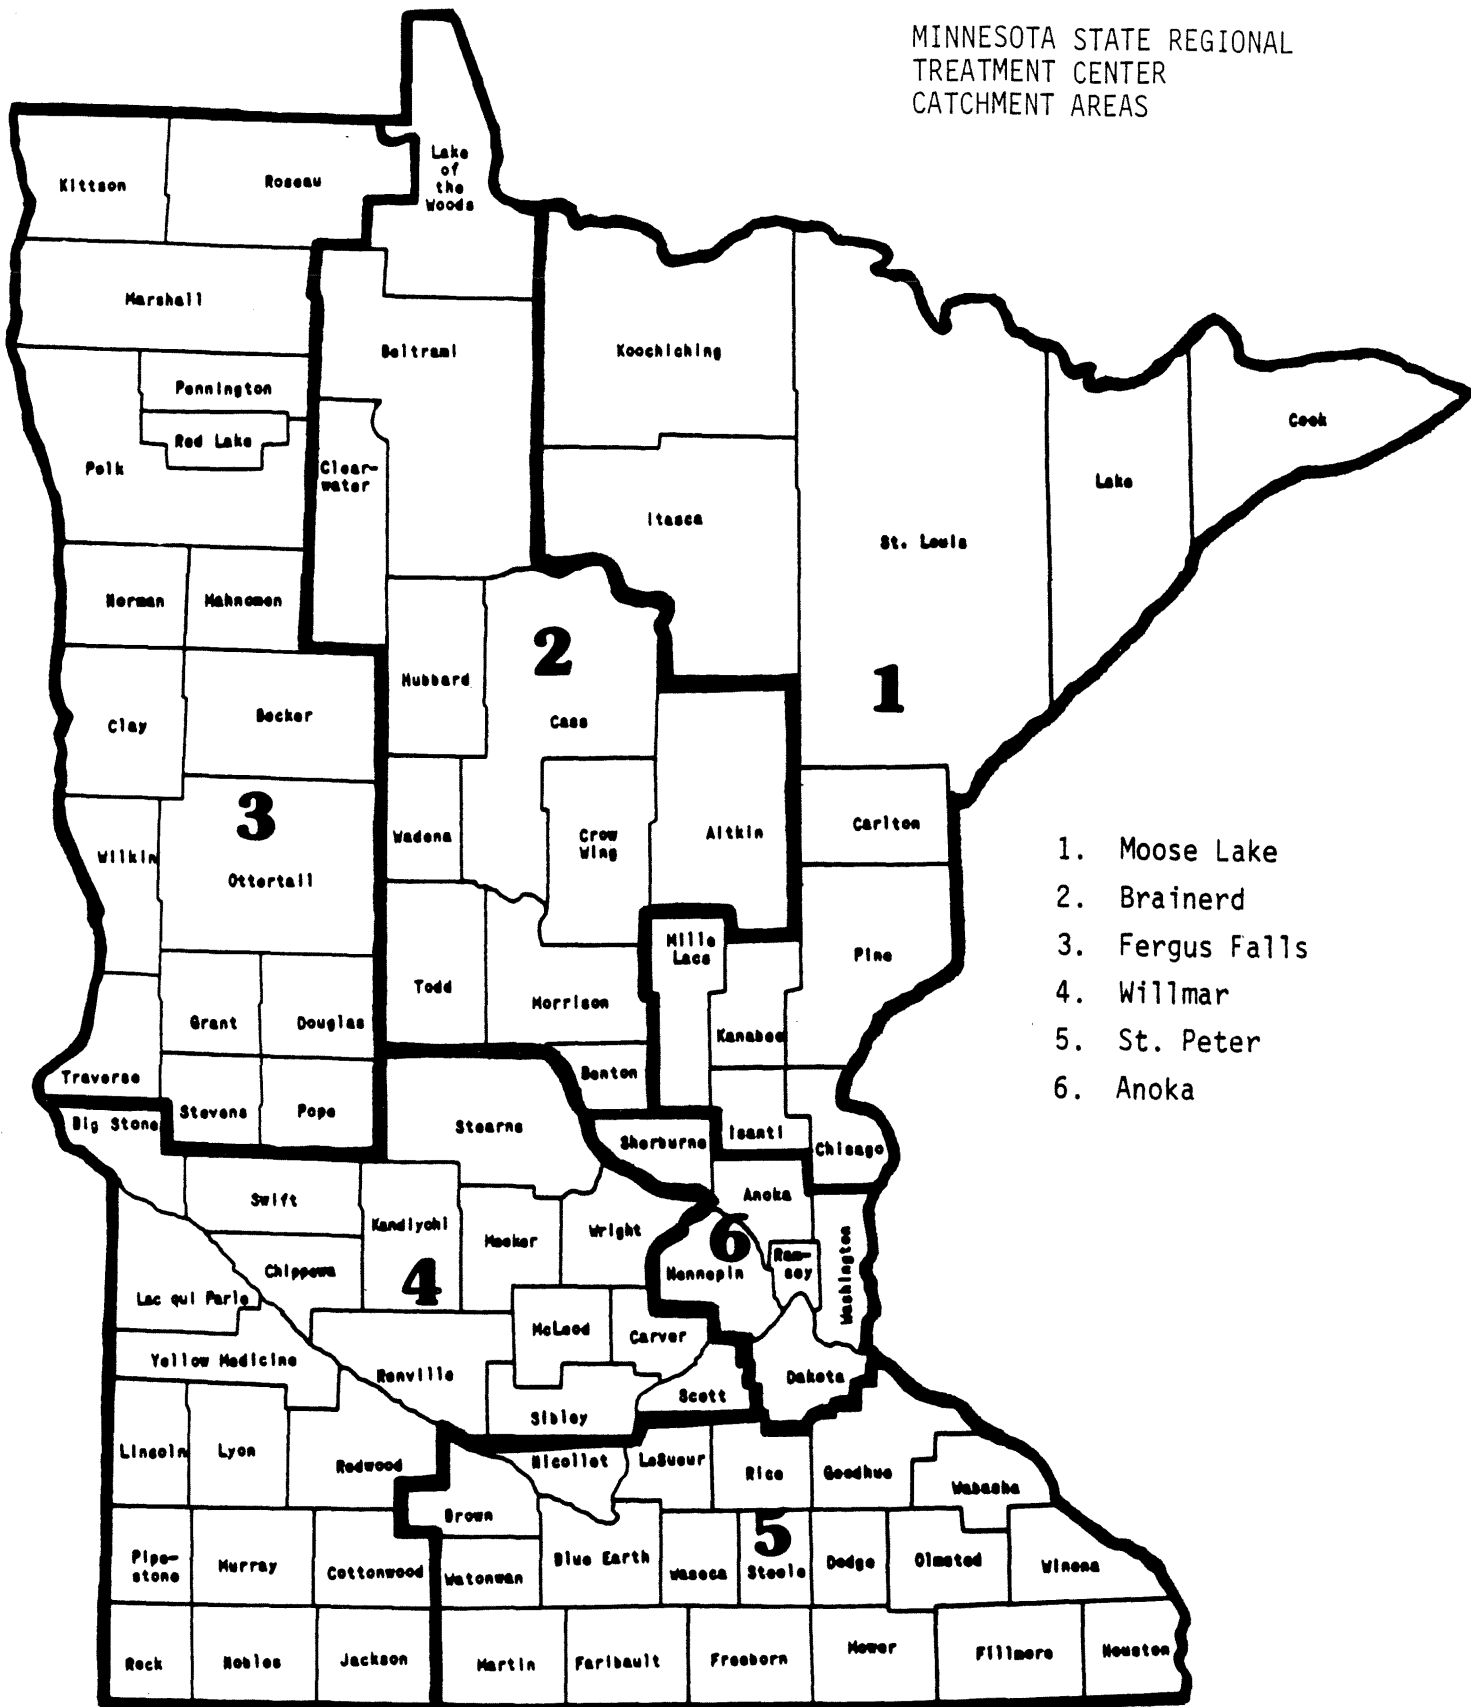 MINNESOTA STATE REGIONAL
TREATMENT CENTER
CATCHMENT AREAS
Lake
of
the
Woods
Kittson
Roseau
Marshall
Beltrami
Koochiching
Pennington
Red Lake
Polk
Clear-
water
Cook
Lake
Itasca
St. Louis
Norman
Mahnomen
2
Hubbard
1
Cass
Clay
Becker
3
Wadena
Crow
Wing
Aitkin
Carlton
Wilkin
Ottertail
1. Moose Lake
2. Brainerd
3. Fergus Falls
4. Willmar
5. St. Peter
6. Anoka
Mille
Lacs
Pine
Todd
Morrison
Grant
Douglas
Kanabec
Traverse
Benton
Big Stone
Stevens
Pope
Stearns
Sherburne
Isanti
Chisago
Swift
Kandiyohi
Meeker
Wright
Anoka
6
Hennepin
Ram-
sey
Washington
Chippewa
4
Lac qui Parle
McLeod
Carver
Yellow Medicine
Renville
Dakota
Scott
Sibley
Lincoln
Lyon
Redwood
Nicollet
LeSueur
Rice
Goodhue
Wabasha
Brown
5
Pipe-
stone
Murray
Cottonwood
Watonwan
Blue Earth
Waseca
Steele
Dodge
Olmsted
Winona
Rock
Nobles
Jackson
Martin
Faribault
Freeborn
Mower
Fillmore
Houston